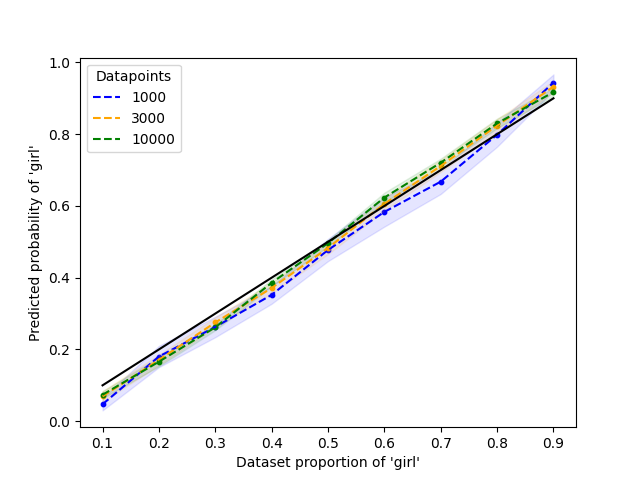 Datapoints
1000
3000
10000
1.0
0.8
0.6
0.4
0.2
0.0
Predicted probability of 'girl'
0.1 0.2 0.3 0.4 0.5 0.6 0.7 0.8 0.9
Dataset proportion of 'girl'